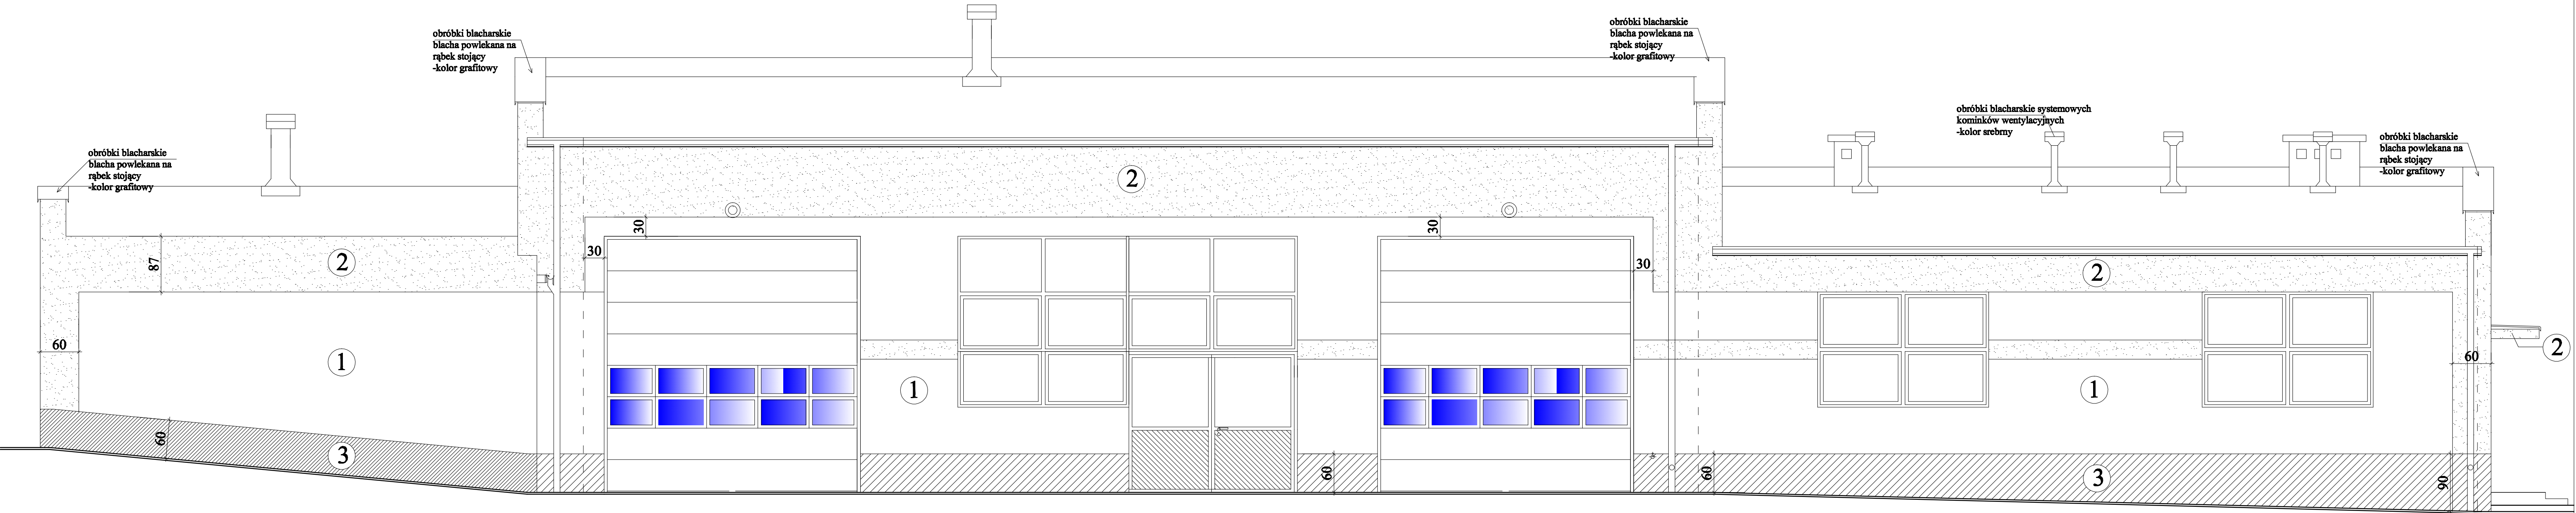 obróbki blacharskie
blacha powlekana na
rąbek stojący
-kolor grafitowy
obróbki blacharskie
blacha powlekana na
rąbek stojący
-kolor grafitowy
obróbki blacharskie systemowych
kominków wentylacyjnych
-kolor srebrny
obróbki blacharskie
blacha powlekana na
rąbek stojący
-kolor grafitowy
obróbki blacharskie
blacha powlekana na
rąbek stojący
-kolor grafitowy
2
30
30
87
2
30
30
2
60
1
1
60
1
2
60
3
60
60
3
90